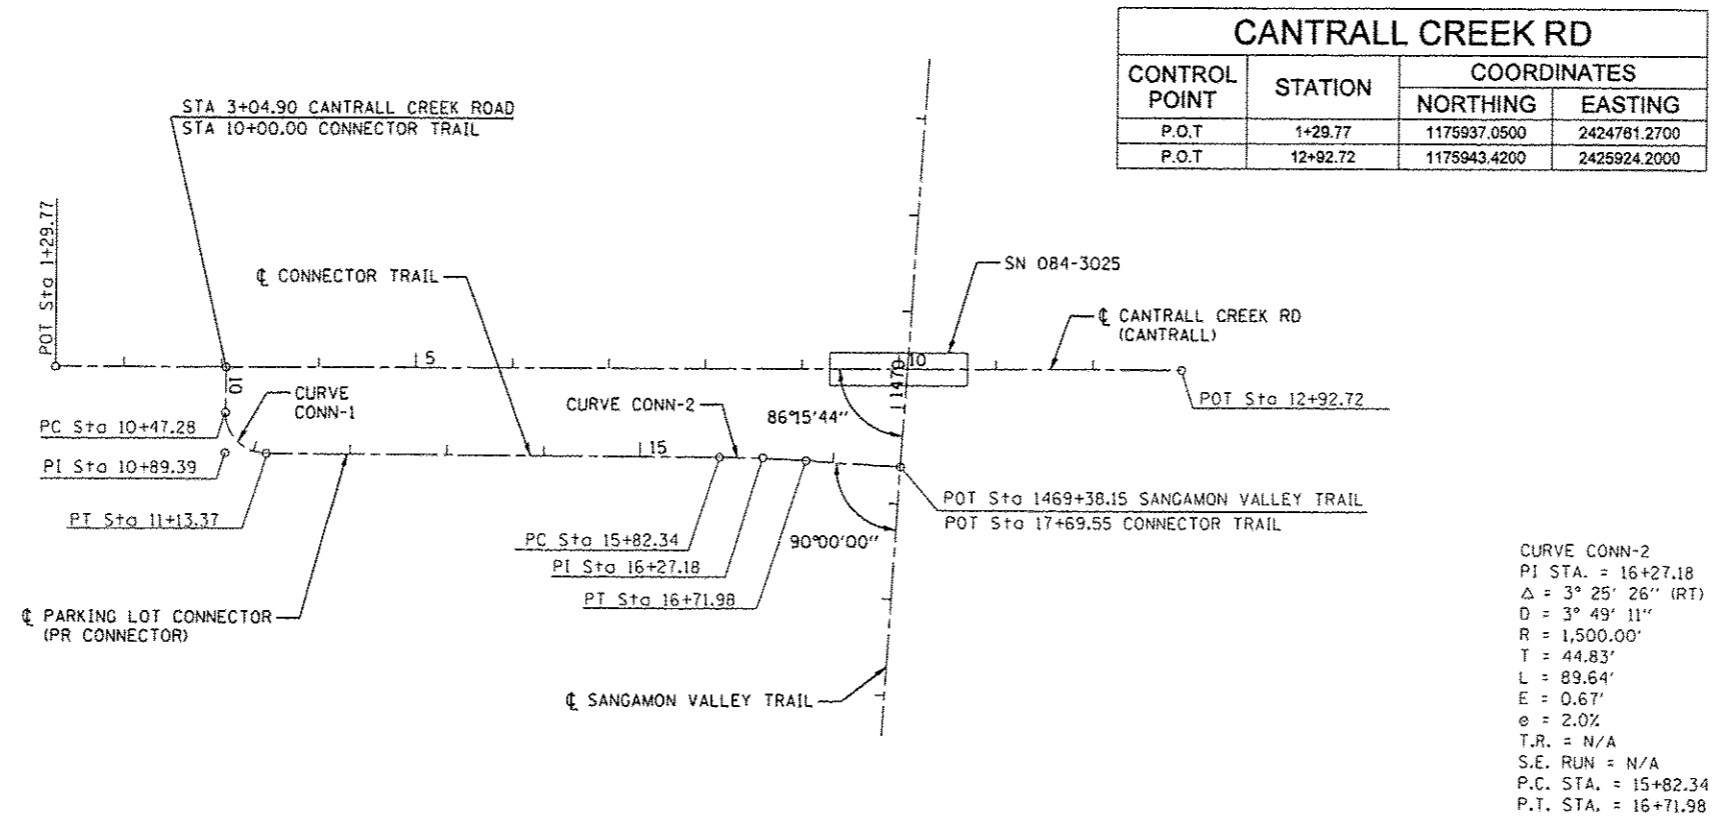 CANTRALL CREEK RD
CONTROL POINT STATION COORDINATES
NORTHING EASTING
P.O.T 1+29.77 1175937.0500 2424761.2700
P.O.T 12+92.72 1175943.4200 2425924.2000
STA 3+04.90 CANTRALL CREEK ROAD
STA 10+00.00 CONNECTOR TRAIL
POT Sta 1+29.77
℄ CONNECTOR TRAIL
SN 084-3025
℄ CANTRALL CREEK RD
(CANTRALL)
5
10
1470
10
CURVE
CONN-1
CURVE CONN-2
86°15'44"
POT Sta 12+92.72
PC Sta 10+47.28
PI Sta 10+89.39
15
PT Sta 11+13.37
POT Sta 1469+38.15 SANGAMON VALLEY TRAIL
POT Sta 17+69.55 CONNECTOR TRAIL
PC Sta 15+82.34
90°00'00"
PI Sta 16+27.18
PT Sta 16+71.98
℄ PARKING LOT CONNECTOR
(PR CONNECTOR)
℄ SANGAMON VALLEY TRAIL
CURVE CONN-2
PI STA. = 16+27.18
Δ = 3° 25' 26" (RT)
D = 3° 49' 11"
R = 1,500.00'
T = 44.83'
L = 89.64'
E = 0.67'
e = 2.0%
T.R. = N/A
S.E. RUN = N/A
P.C. STA. = 15+82.34
P.T. STA. = 16+71.98